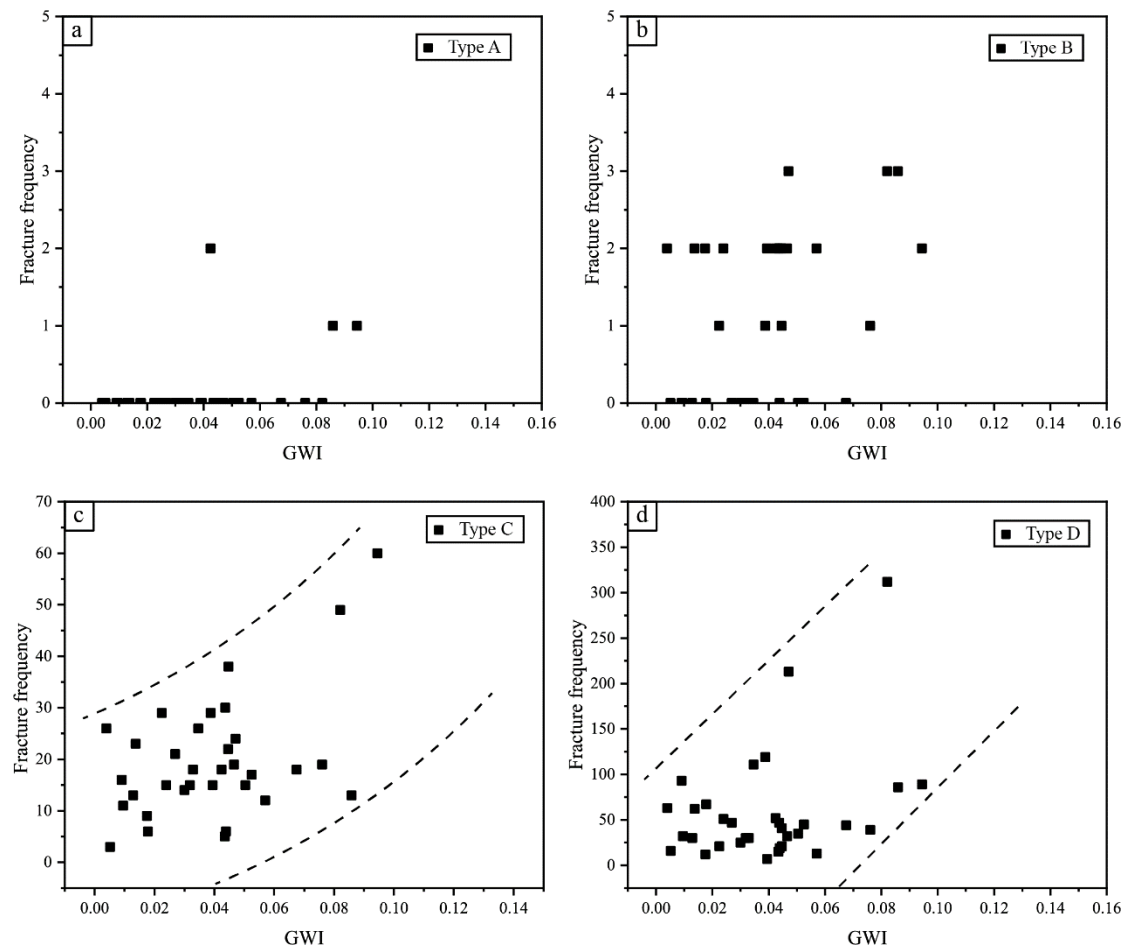 a
Type A
5
4
3
2
1
0
Fracture frequency
0.00 0.02 0.04 0.06 0.08 0.10 0.12 0.14 0.16
GWI
b
Type B
5
4
3
2
1
0
Fracture frequency
0.00 0.02 0.04 0.06 0.08 0.10 0.12 0.14 0.16
GWI
c
Type C
70
60
50
40
30
20
10
0
Fracture frequency
0.00 0.02 0.04 0.06 0.08 0.10 0.12 0.14
GWI
d
Type D
400
350
300
250
200
150
100
50
0
Fracture frequency
0.00 0.02 0.04 0.06 0.08 0.10 0.12 0.14 0.16
GWI